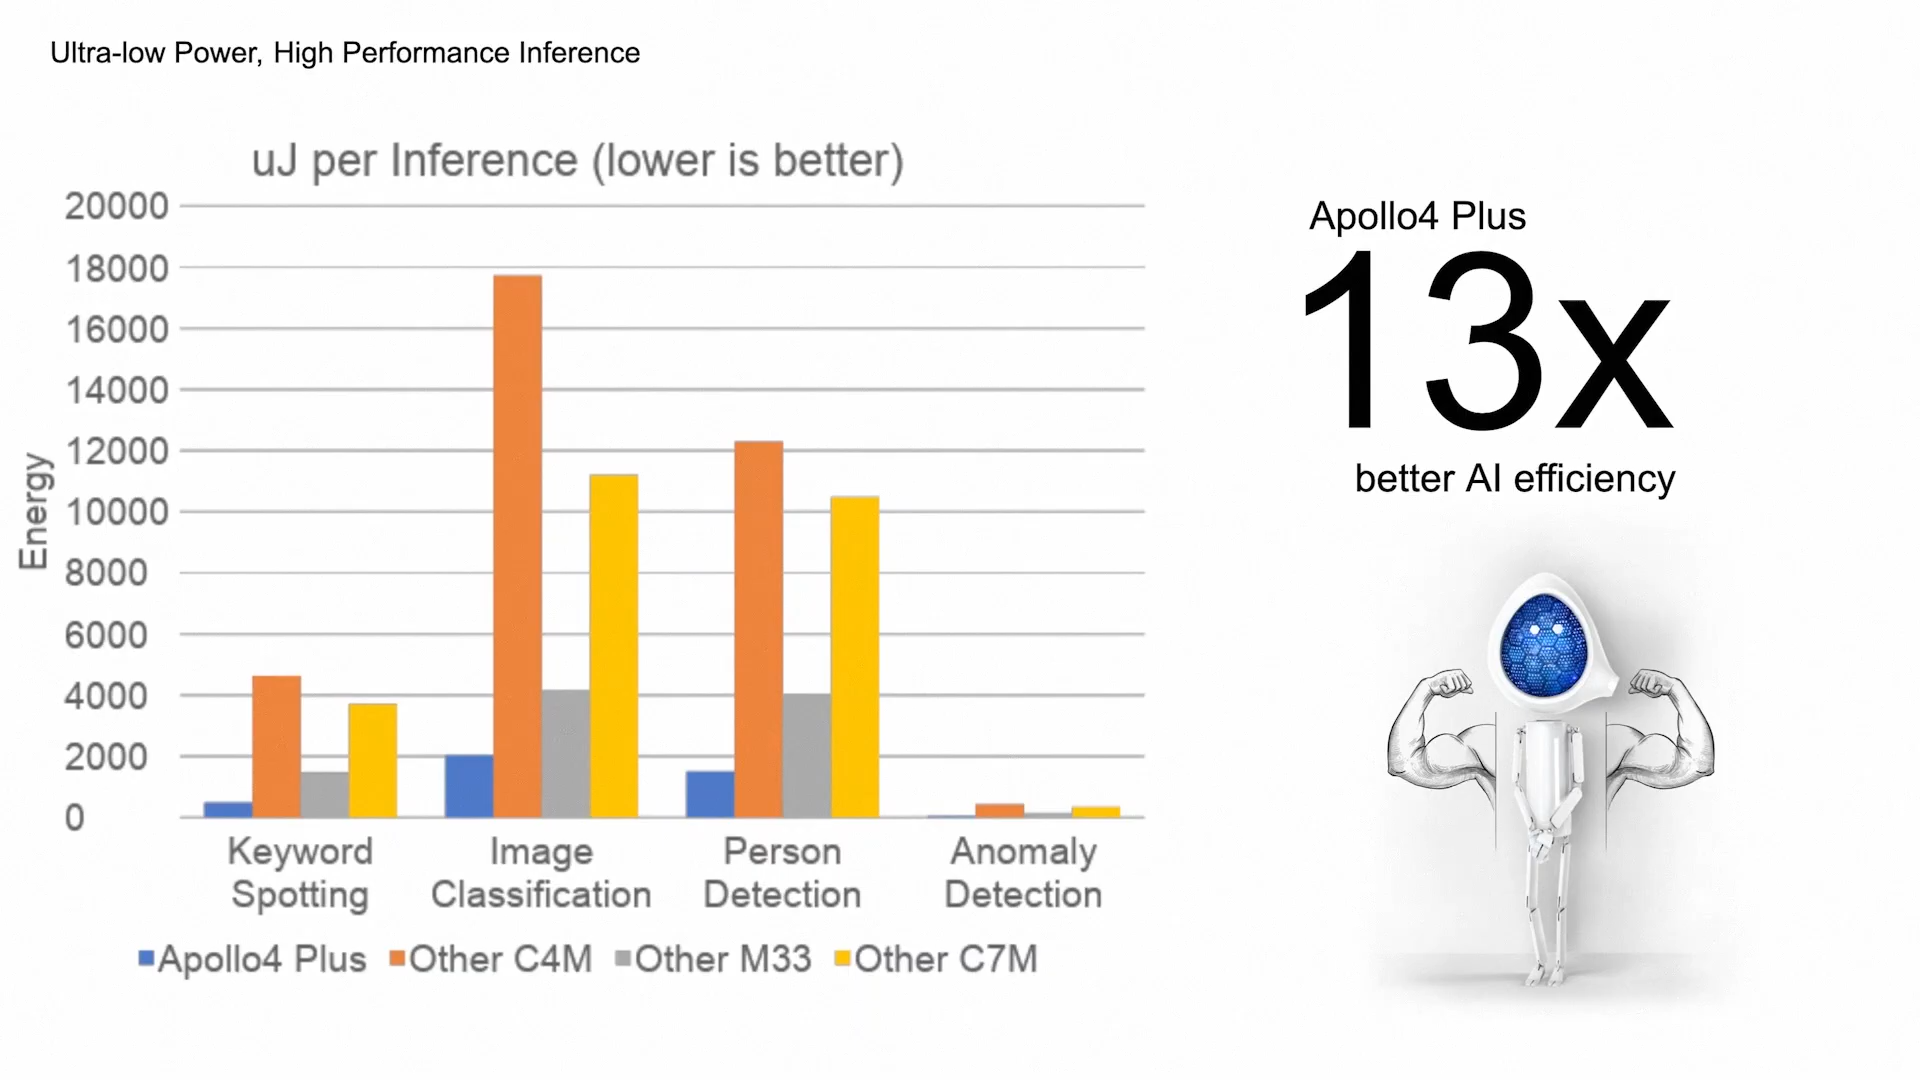 Ultra-low Power, High Performance Inference
uJ per Inference (lower is better)
20000
18000
16000
14000
12000
10000
8000
6000
4000
2000
0
Energy
Keyword
Spotting
Image
Classification
Person
Detection
Anomaly
Detection
Apollo4 Plus
Other C4M
Other M33
Other C7M
Apollo4 Plus
13x
better AI efficiency